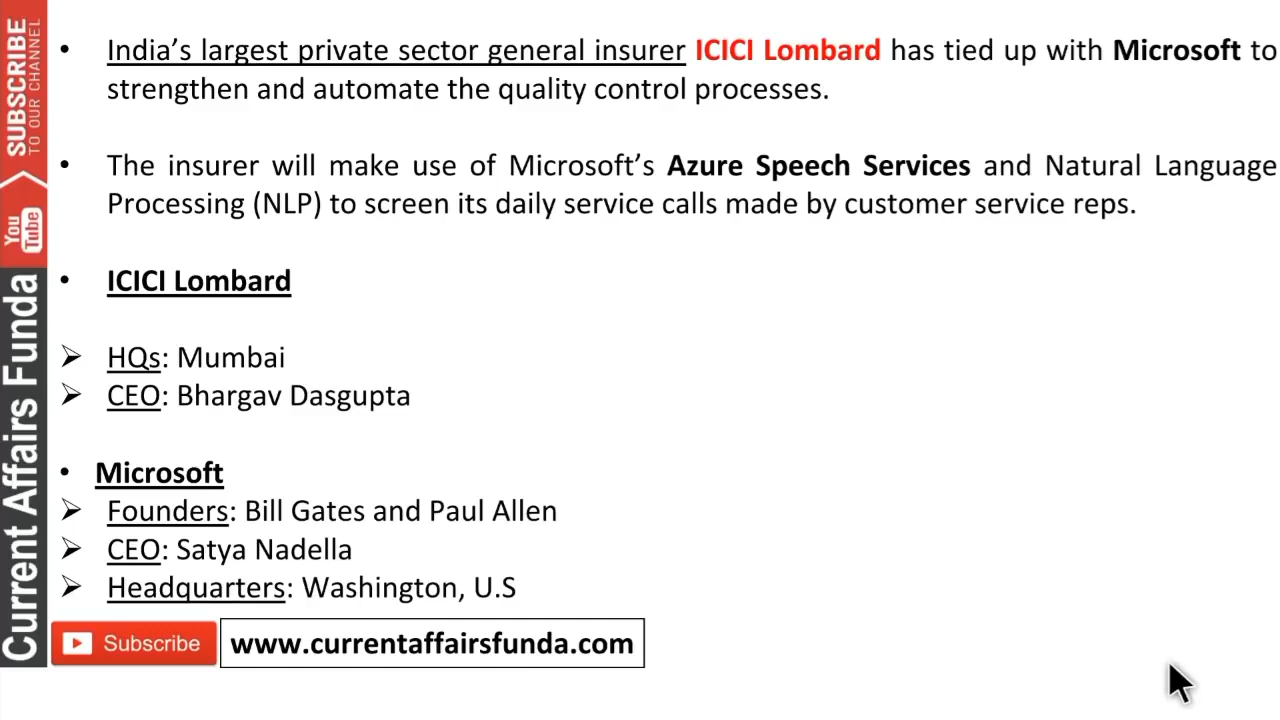 • India’s largest private sector general insurer ICICI Lombard has tied up with Microsoft to
strengthen and automate the quality control processes.
• The insurer will make use of Microsoft’s Azure Speech Services and Natural Language
Processing (NLP) to screen its daily service calls made by customer service reps.
• ICICI Lombard
➢ HQs: Mumbai
➢ CEO: Bhargav Dasgupta
• Microsoft
➢ Founders: Bill Gates and Paul Allen
➢ CEO: Satya Nadella
➢ Headquarters: Washington, U.S
Subscribe
www.currentaffairsfunda.com
SUBSCRIBE
TO OUR CHANNEL
You Tube
Current Affairs Funda